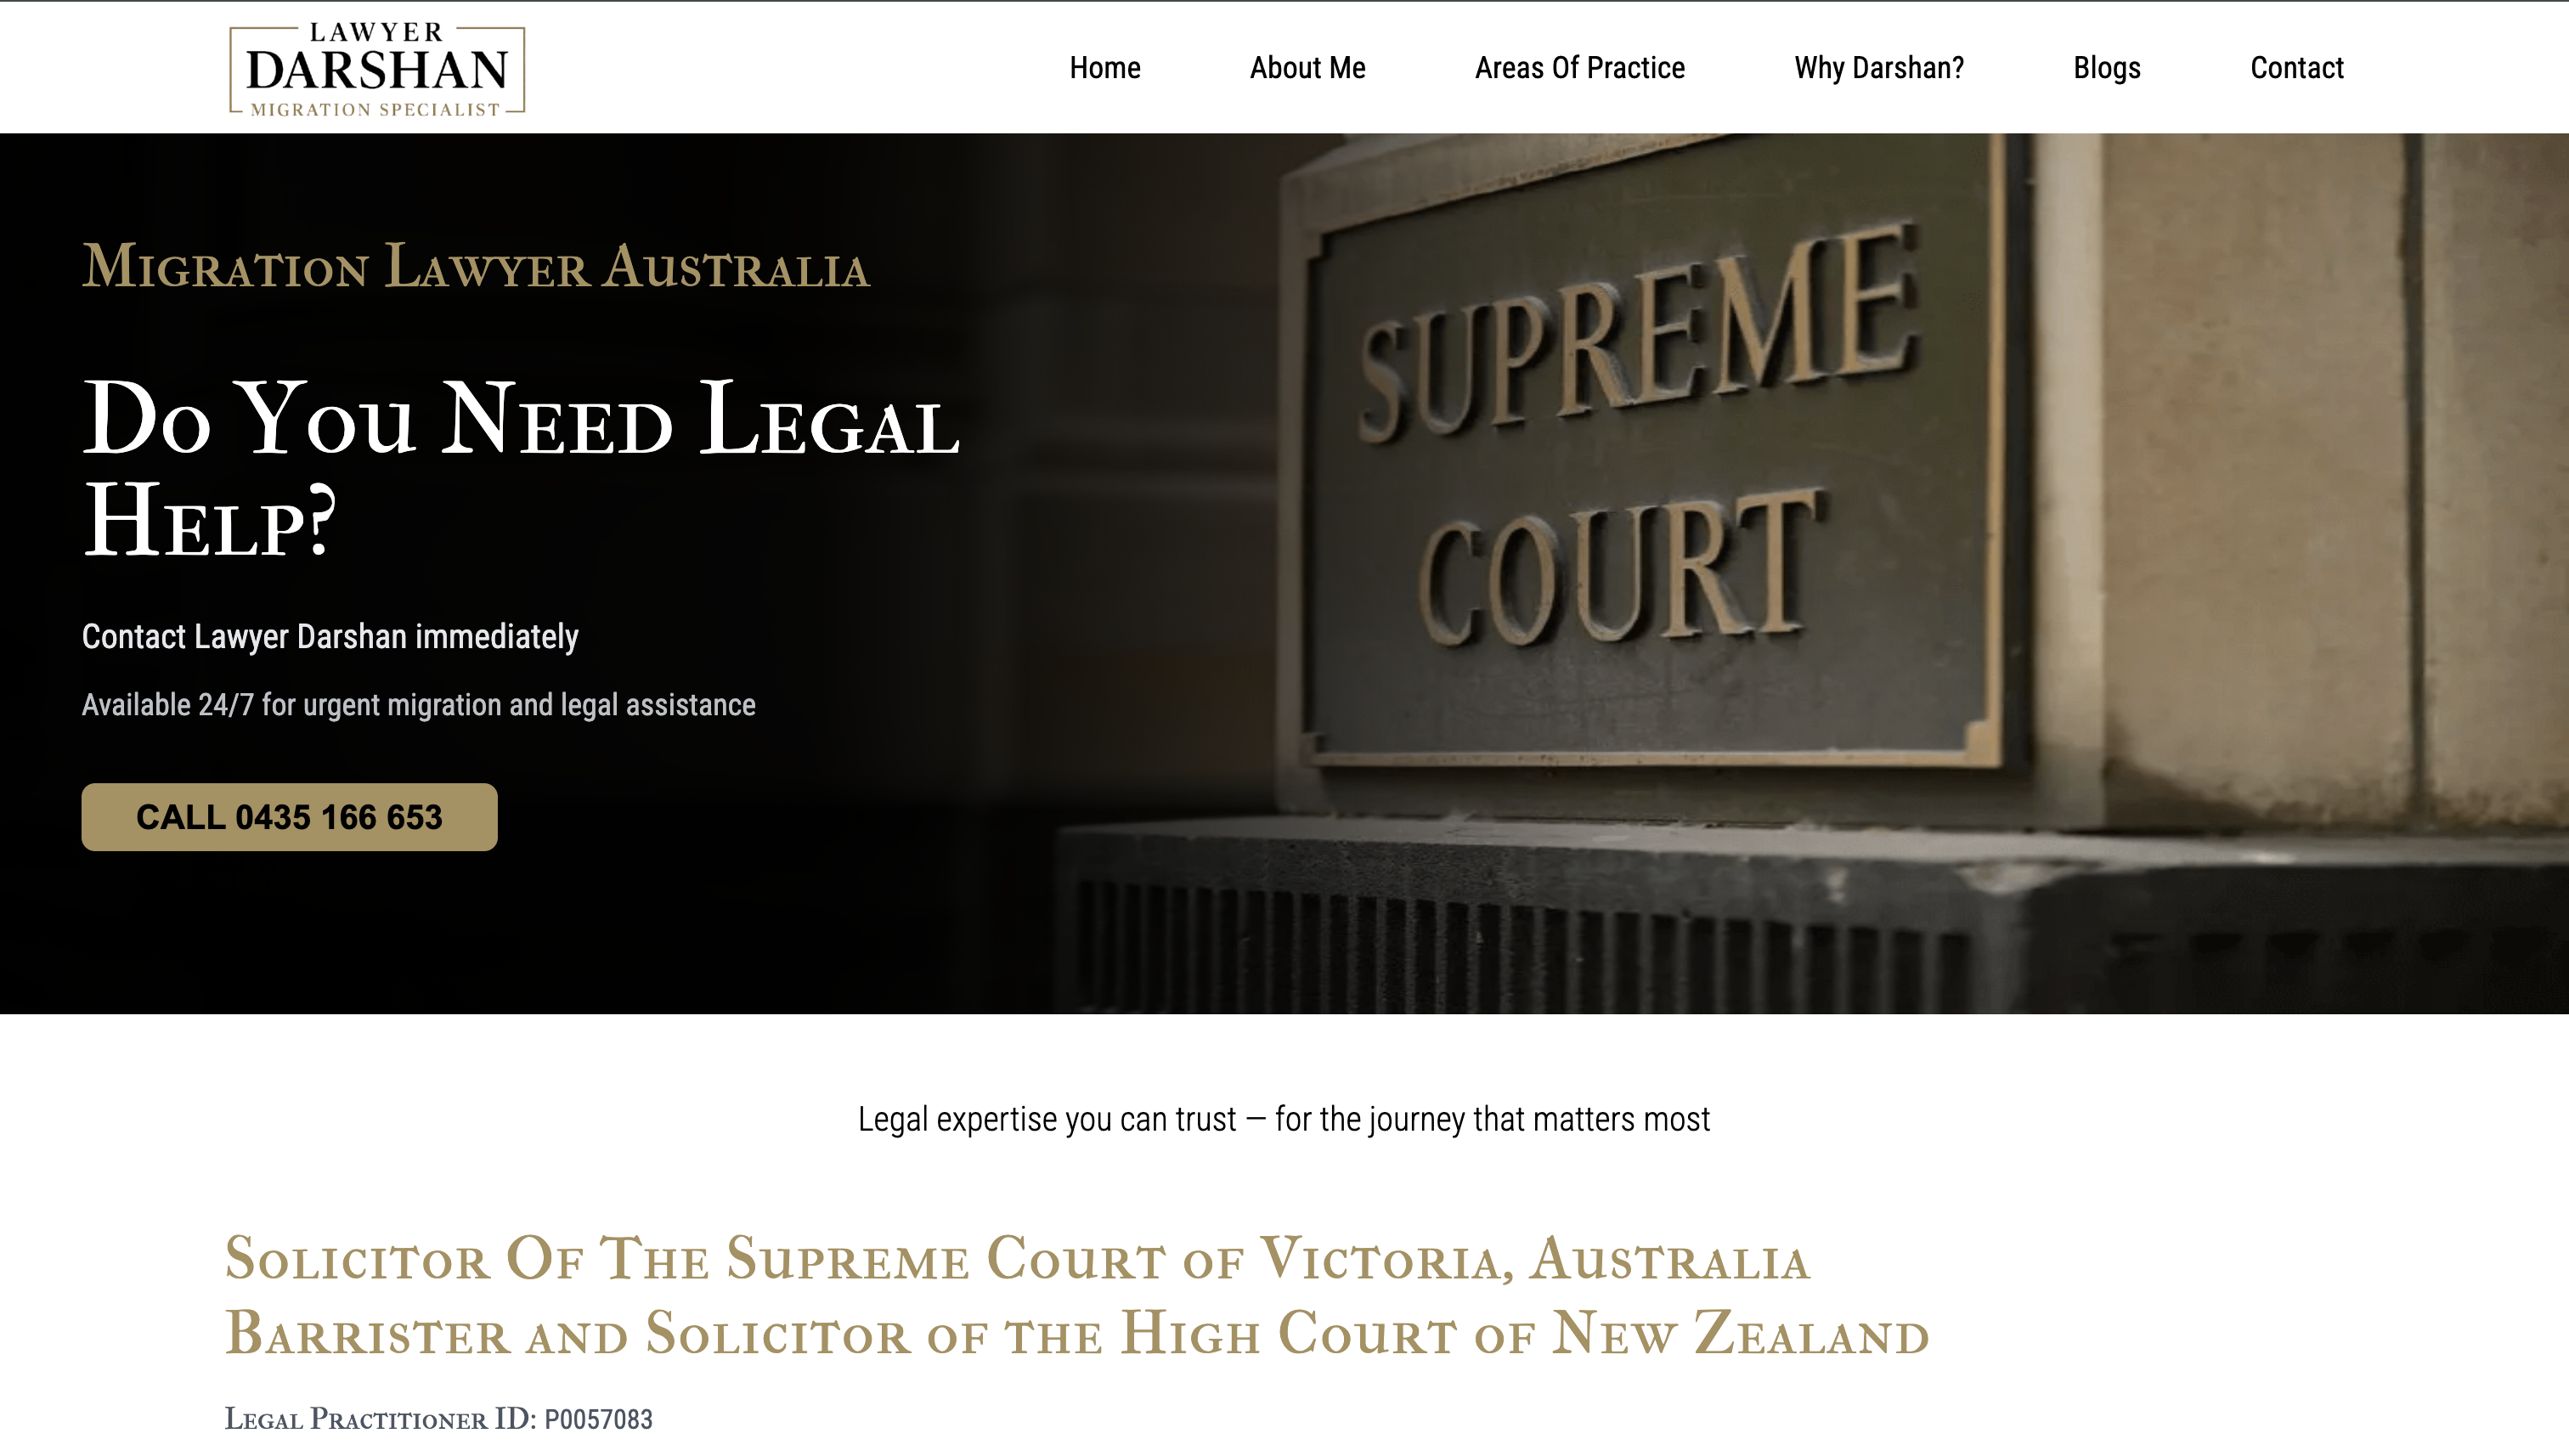 LAWYER
DARSHAN
MIGRATION SPECIALIST
Home
About Me
Areas Of Practice
Why Darshan?
Blogs
Contact
Migration Lawyer Australia
Do You Need Legal
Help?
Contact Lawyer Darshan immediately
Available 24/7 for urgent migration and legal assistance
CALL 0435 166 653
SUPREME
COURT
Legal expertise you can trust – for the journey that matters most
Solicitor Of The Supreme Court of Victoria, Australia
Barrister and Solicitor of the High Court of New Zealand
Legal Practitioner ID: P0057083